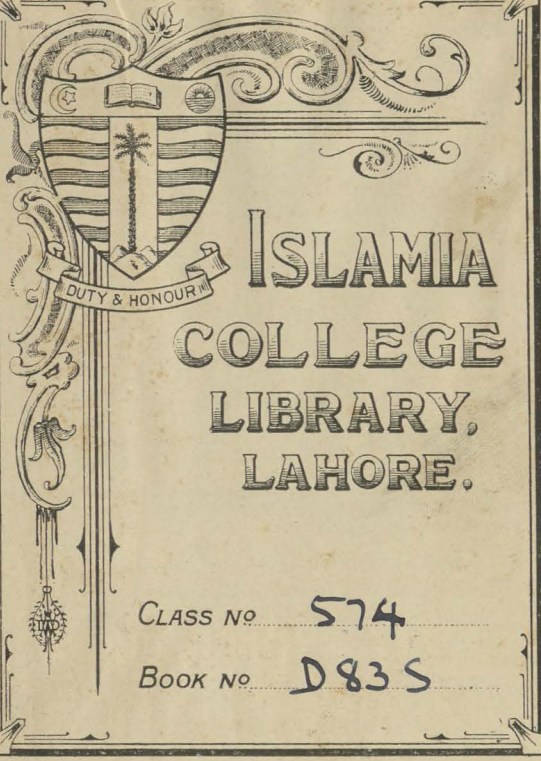 DUTY & HONOUR
ISLAMIA
COLLEGE
LIBRARY,
LAHORE.
CLASS NO 574
BOOK NO D83S